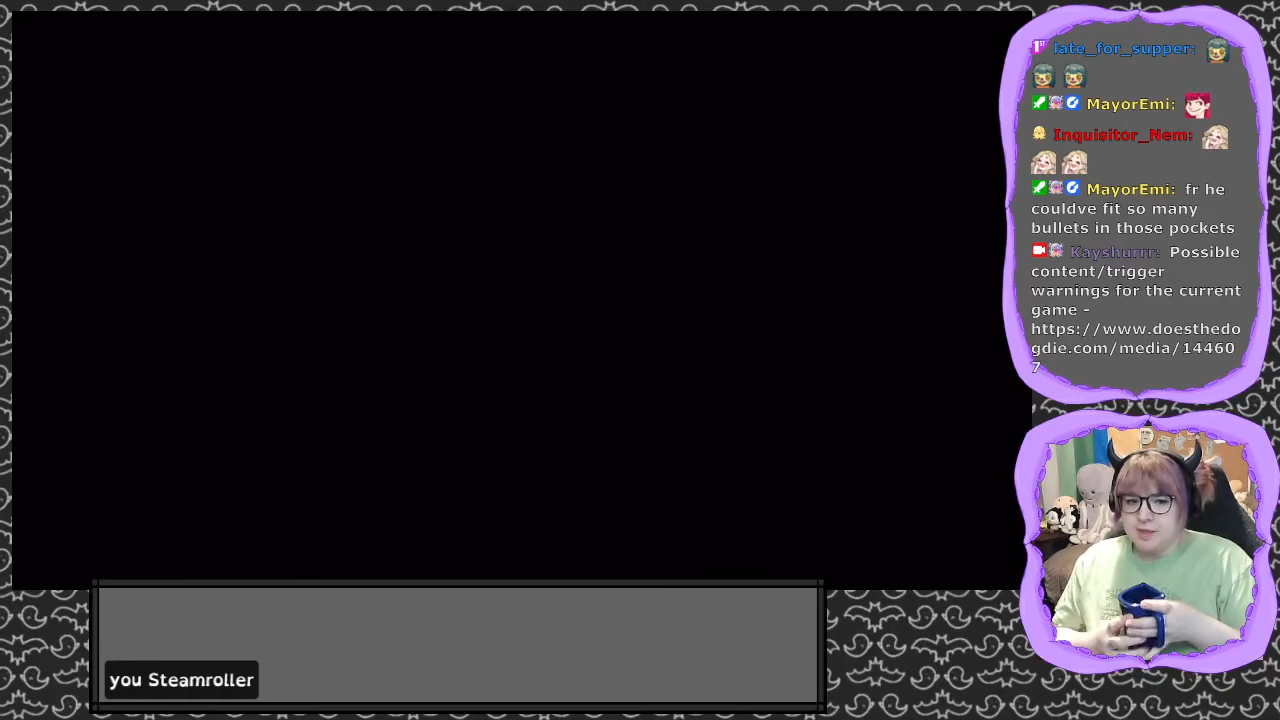 1ST late_for_supper:
MayorEmi:
Inquisitor_Nem:
MayorEmi: fr he
couldve fit so many
bullets in those pockets
Kayshurrr: Possible
content/trigger
warnings for the current
game -
https://www.doesthedo
gdie.com/media/14460
7
you Steamroller